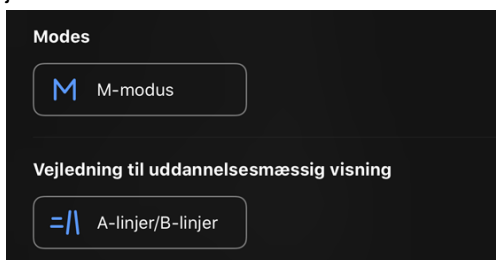 Modes
M-modus
Vejledning til uddannelsesmæssig visning
A-linjer/B-linjer